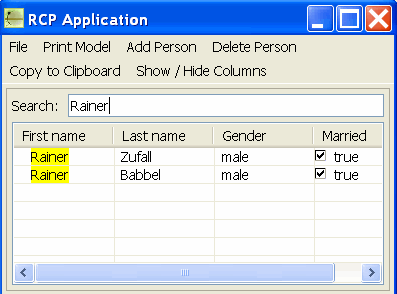 RCP Application
File Print Model Add Person Delete Person
Copy to Clipboard Show / Hide Columns
Search: Rainer
First name Last name Gender Married
Rainer Zufall male true
Rainer Babbel male true